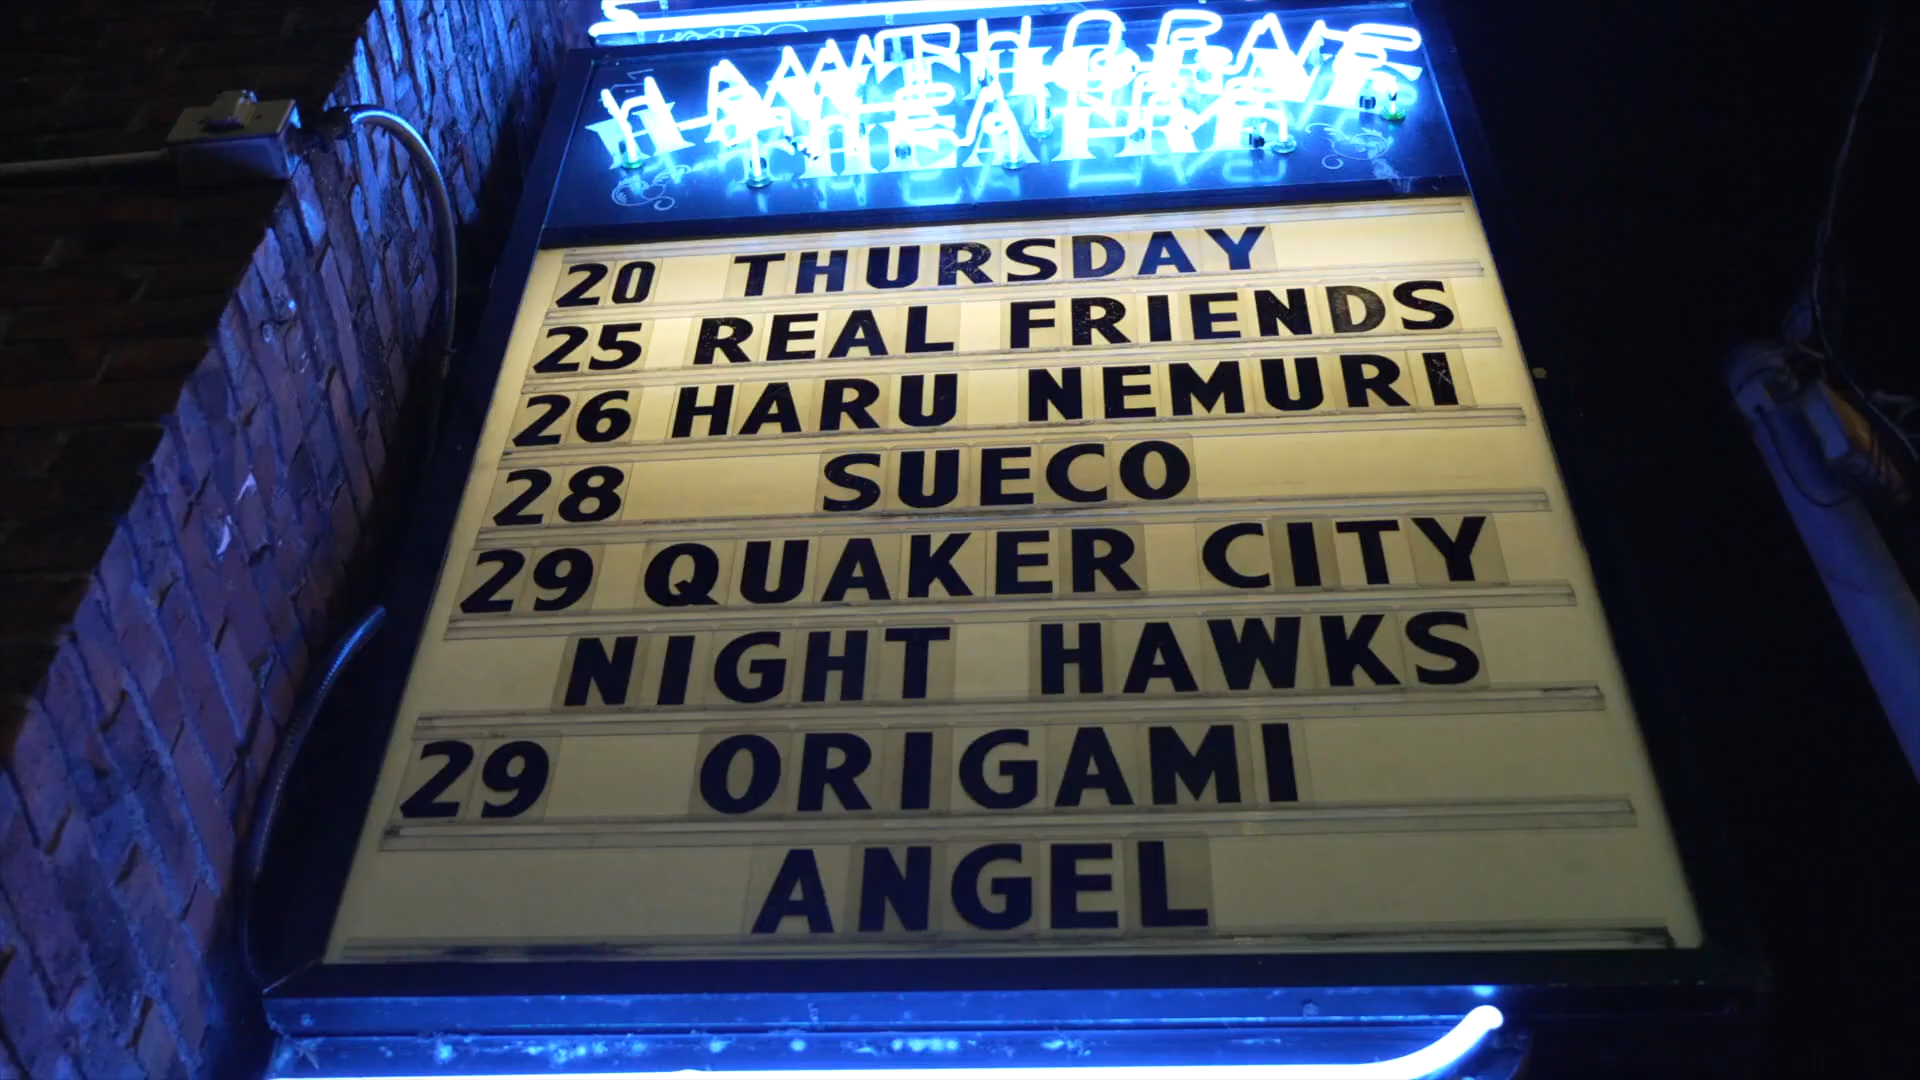 HAWTHORNE
THEATRE
20 THURSDAY
25 REAL FRIENDS
26 HARU NEMURI
28 SUECO
29 QUAKER CITY
NIGHT HAWKS
29 ORIGAMI
ANGEL